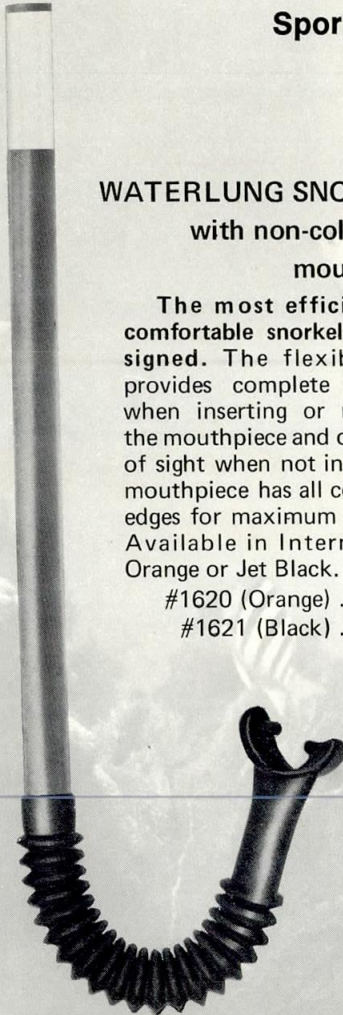 Spor
WATERLUNG SNO
with non-col
mou
The most effici
comfortable snorkel
signed. The flexib
provides complete
when inserting or
the mouthpiece and
of sight when not in
mouthpiece has all
edges for maximum
Available in Intern
Orange or Jet Black.
#1620 (Orange) .
#1621 (Black) .